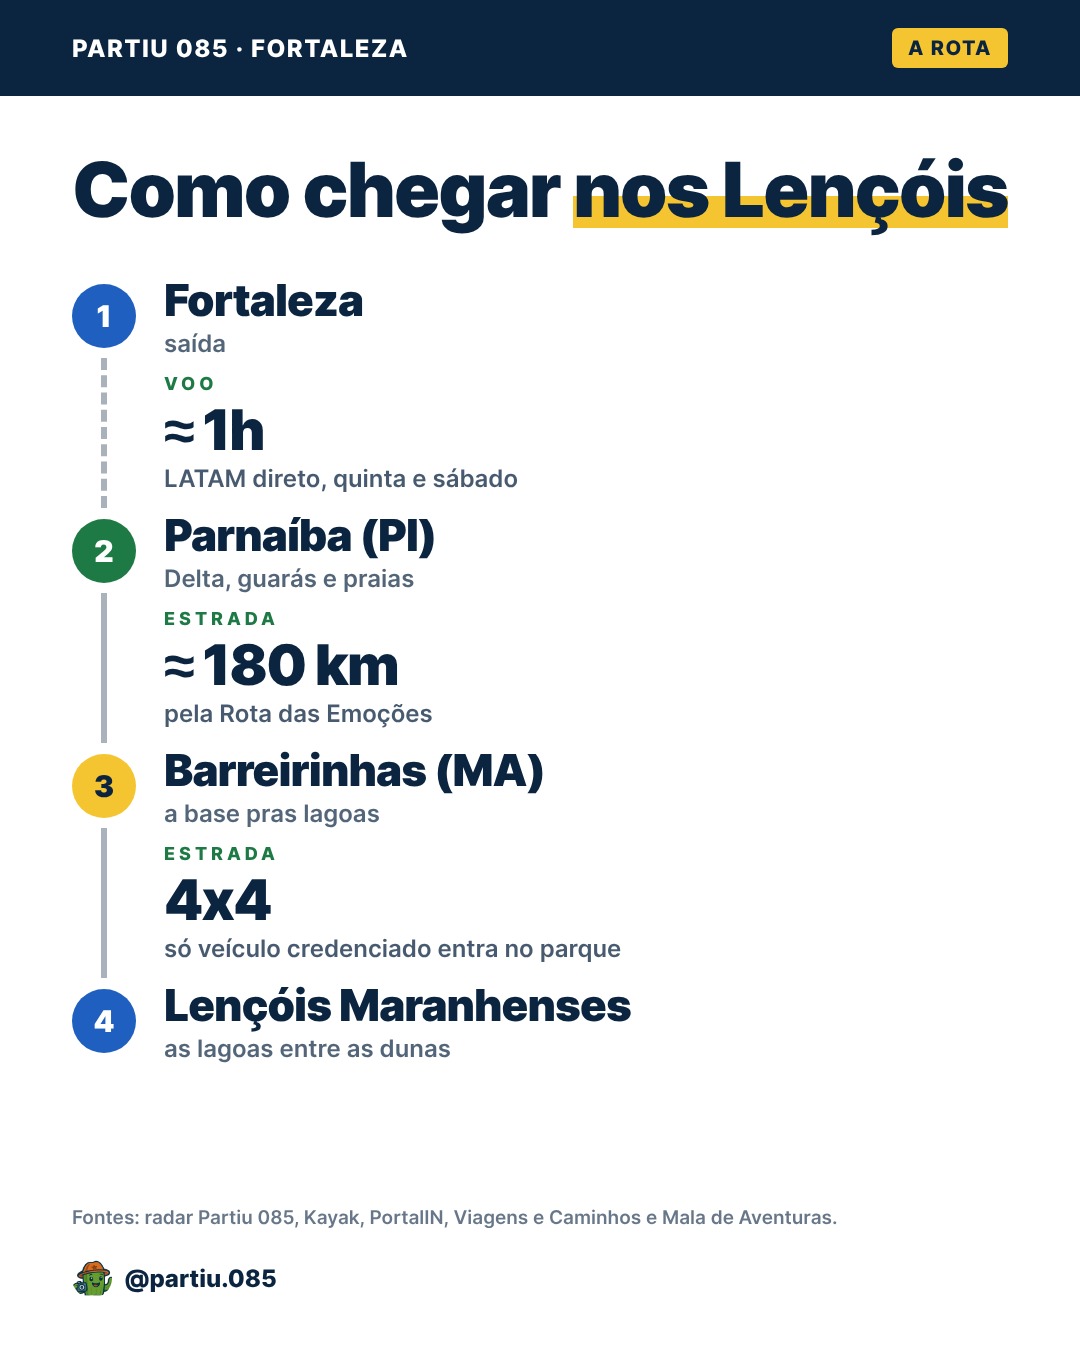 PARTIU 085 · FORTALEZA
A ROTA
Como chegar nos Lençóis
1
Fortaleza
saída
VOO
≈ 1h
LATAM direto, quinta e sábado
2
Parnaíba (PI)
Delta, guarás e praias
ESTRADA
≈ 180 km
pela Rota das Emoções
3
Barreirinhas (MA)
a base pras lagoas
ESTRADA
4x4
só veículo credenciado entra no parque
4
Lençóis Maranhenses
as lagoas entre as dunas
Fontes: radar Partiu 085, Kayak, PortalIN, Viagens e Caminhos e Mala de Aventuras.
@partiu.085